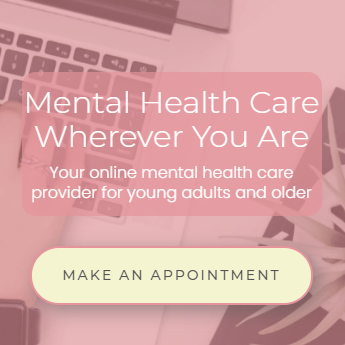 Mental Health Care
Wherever You Are
Your online mental health care
provider for young adults and older
MAKE AN APPOINTMENT